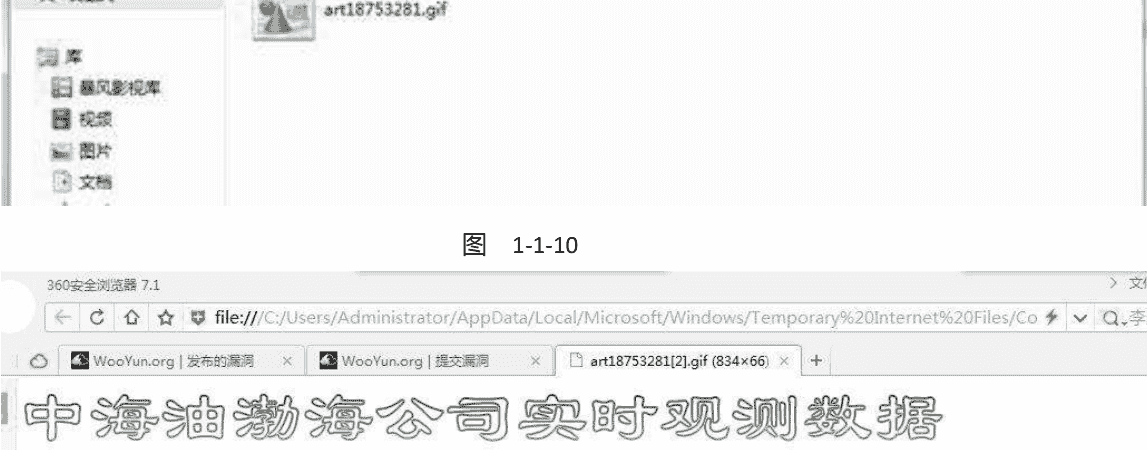 art18753281.gif
库
暴风影视库
视频
图片
文档
图 1-1-10
360安全浏览器 7.1
文
file:///C:/Users/Administrator/AppData/Local/Microsoft/Windows/Temporary%20Internet%20Files/Co
李
WooYun.org | 发布的漏洞 × WooYun.org | 提交漏洞 × art18753281[2].gif (834×66) × +
中海油渤海公司实时观测数据